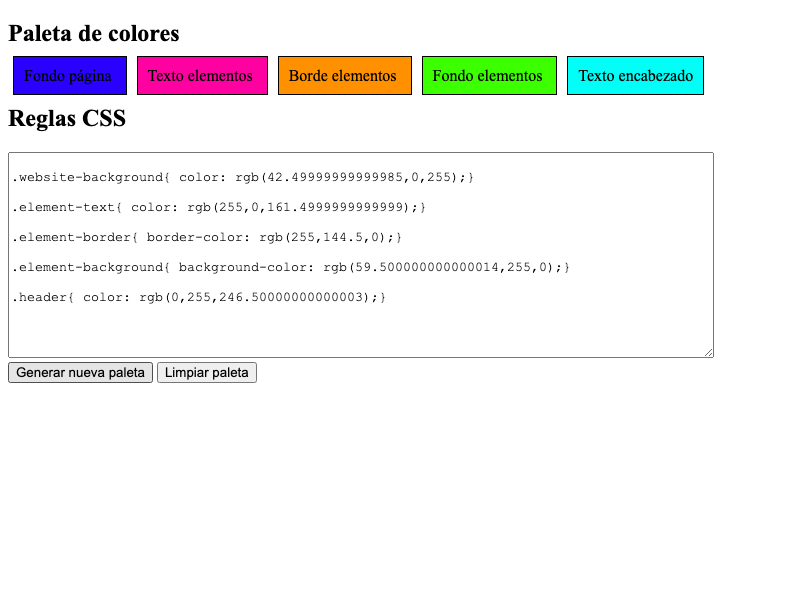 Paleta de colores
Fondo página Texto elementos Borde elementos Fondo elementos Texto encabezado
Reglas CSS
.website-background{ color: rgb(42.49999999999985,0,255);}
.element-text{ color: rgb(255,0,161.4999999999999);}
.element-border{ border-color: rgb(255,144.5,0);}
.element-background{ background-color: rgb(59.500000000000014,255,0);}
.header{ color: rgb(0,255,246.50000000000003);}
Generar nueva paleta Limpiar paleta